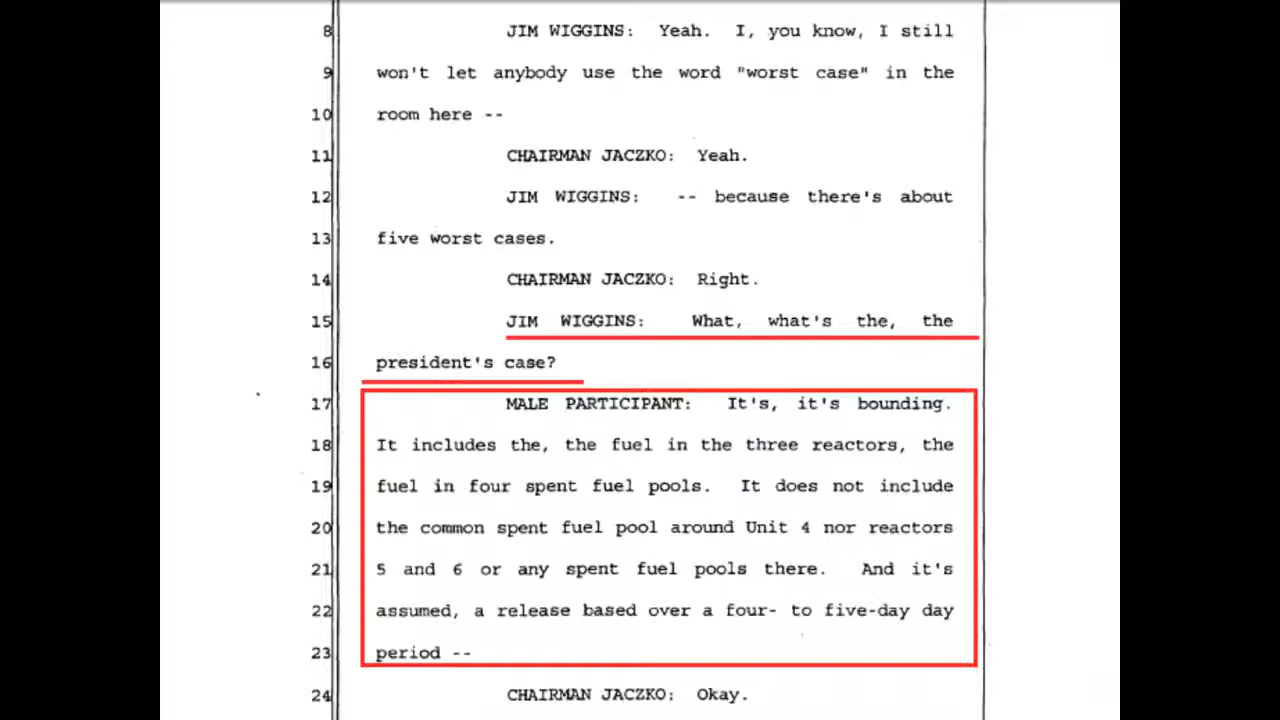 8 JIM WIGGINS: Yeah. I, you know, I still
9 won't let anybody use the word "worst case" in the
10 room here --
11 CHAIRMAN JACZKO: Yeah.
12 JIM WIGGINS: -- because there's about
13 five worst cases.
14 CHAIRMAN JACZKO: Right.
15 JIM WIGGINS: What, what's the, the
16 president's case?
17 MALE PARTICIPANT: It's, it's bounding.
18 It includes the, the fuel in the three reactors, the
19 fuel in four spent fuel pools. It does not include
20 the common spent fuel pool around Unit 4 nor reactors
21 5 and 6 or any spent fuel pools there. And it's
22 assumed, a release based over a four- to five-day day
23 period --
24 CHAIRMAN JACZKO: Okay.